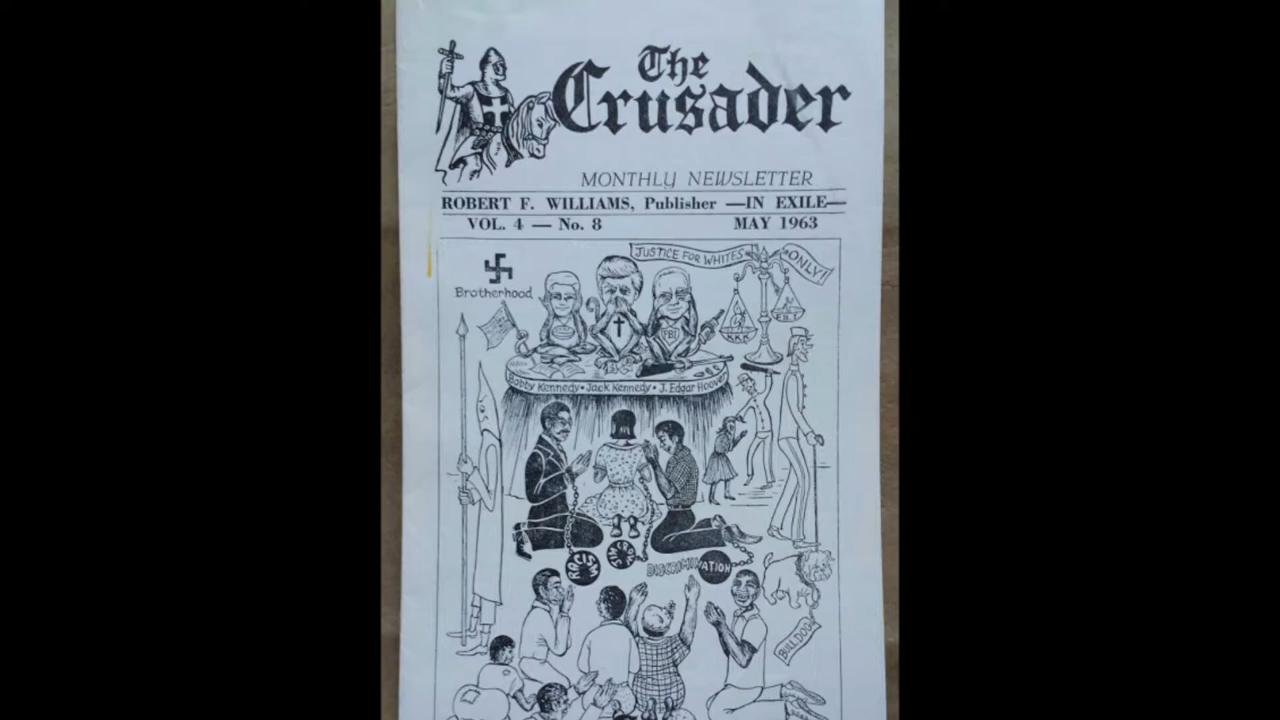 The
Crusader
MONTHLY NEWSLETTER
ROBERT F. WILLIAMS, Publisher —IN EXILE—
VOL. 4 — No. 8 MAY 1963
JUSTICE FOR WHITES
ONLY!
Brotherhood
FBI
KKK
F.B.I.
Bobby Kennedy • Jack Kennedy • J. Edgar Hoover
RACISM
DISCRIMINATION
BULLDOG